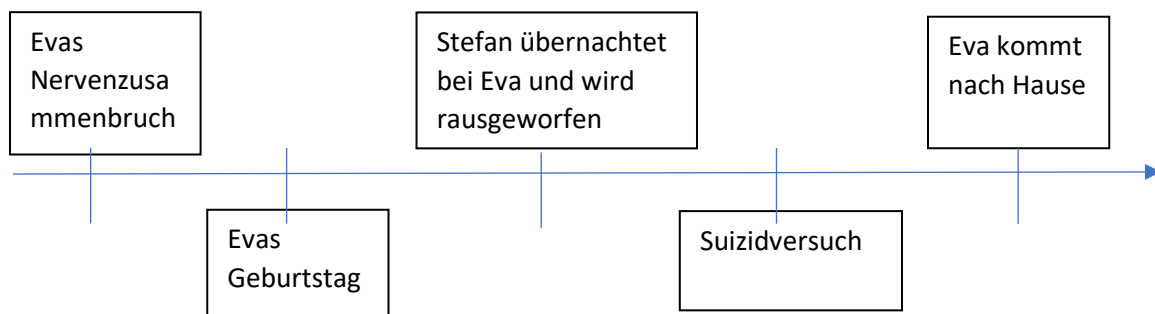 Evas
Nervenzusa
mmenbruch
Evas
Geburtstag
Stefan übernachtet
bei Eva und wird
rausgeworfen
Suizidversuch
Eva kommt
nach Hause